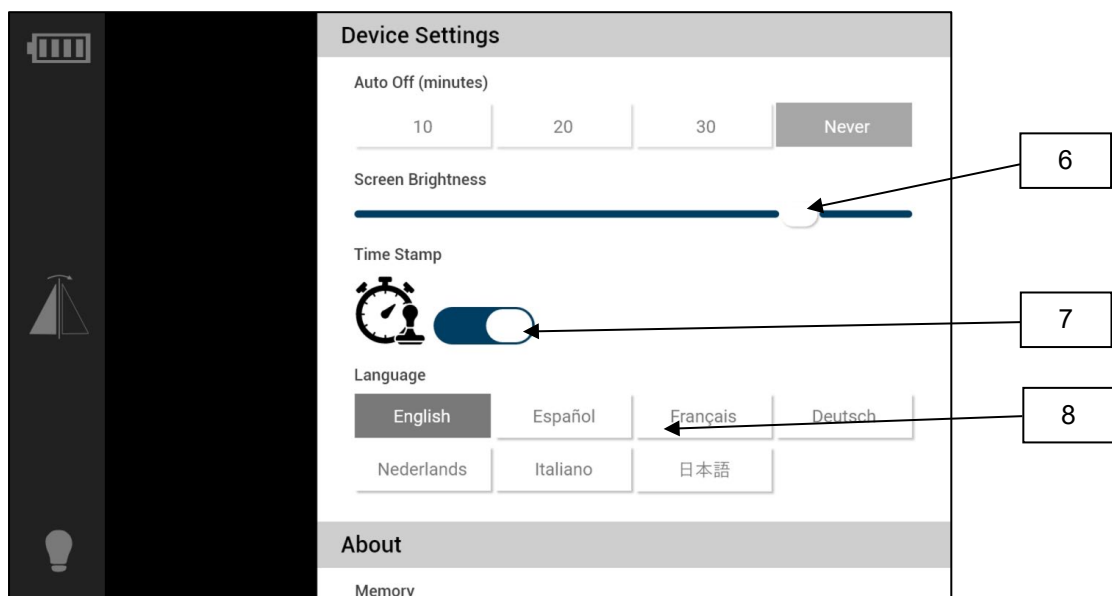 Device Settings
Auto Off (minutes)
10 20 30 Never
Screen Brightness
6
Time Stamp
7
Language
English Español Français Deutsch
8
Nederlands Italiano 日本語
About
Memory